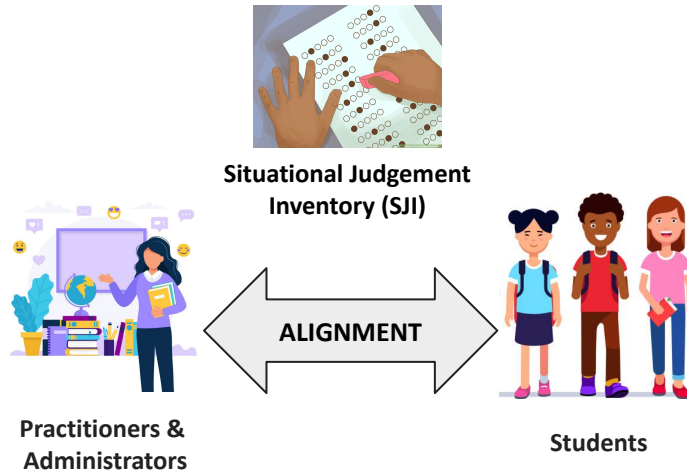 Situational Judgement
Inventory (SJI)
ALIGNMENT
Practitioners &
Administrators
Students